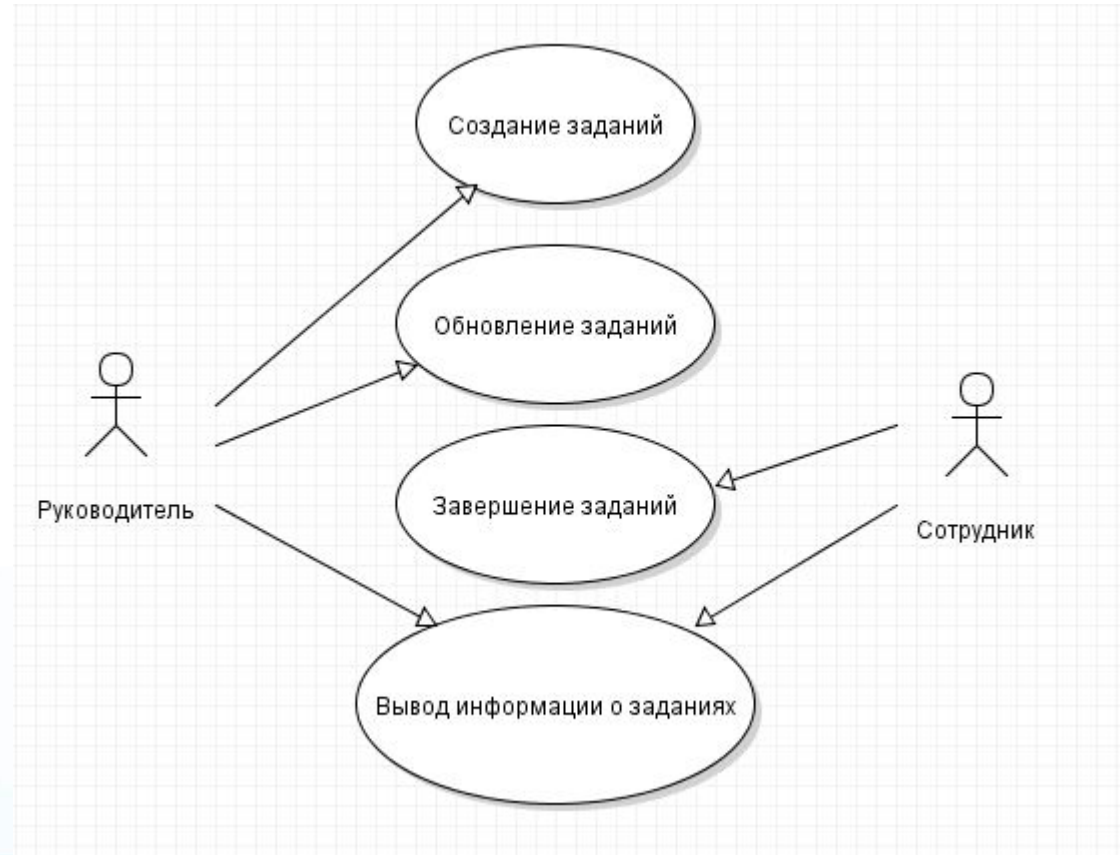 Создание заданий
Обновление заданий
Завершение заданий
Руководитель
Сотрудник
Вывод информации о заданиях